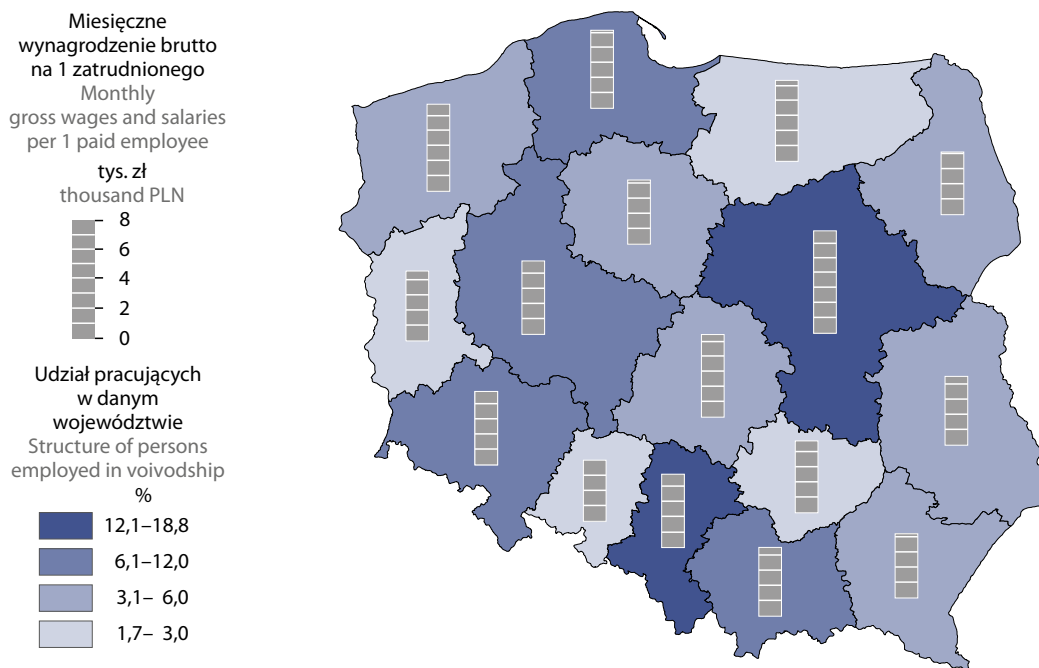 Miesięczne
wynagrodzenie brutto
na 1 zatrudnionego
Monthly
gross wages and salaries
per 1 paid employee
tys. zł
thousand PLN
8
6
4
2
0
Udział pracujących
w danym
województwie
Structure of persons
employed in voivodship
%
12,1–18,8
6,1–12,0
3,1– 6,0
1,7– 3,0